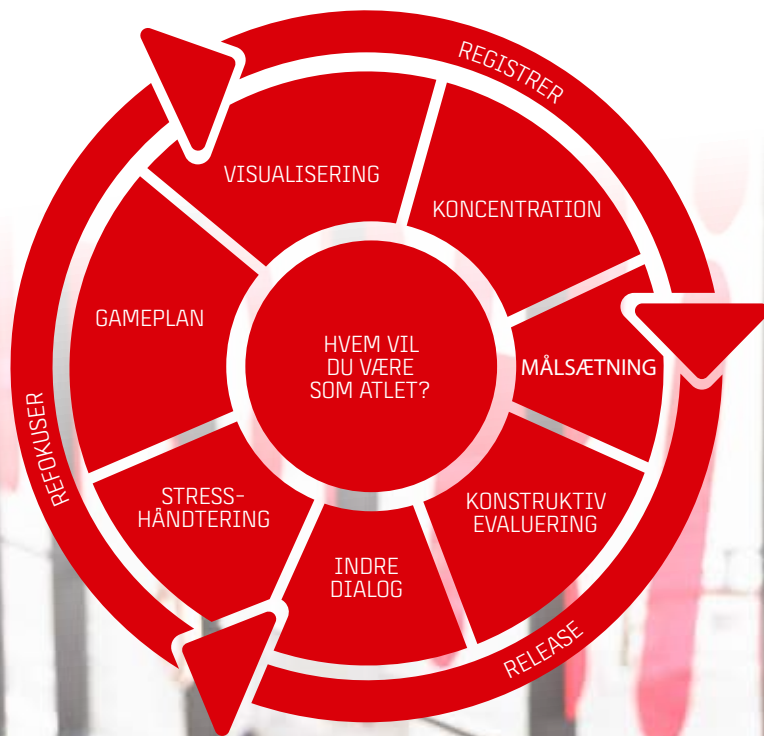 REGISTRER
VISUALISERING
KONCENTRATION
GAMEPLAN
HVEM VIL
DU VÆRE
SOM ATLET?
MÅLSÆTNING
REFOKUSER
STRESS-
HÅNDTERING
KONSTRUKTIV
EVALUERING
INDRE
DIALOG
RELEASE